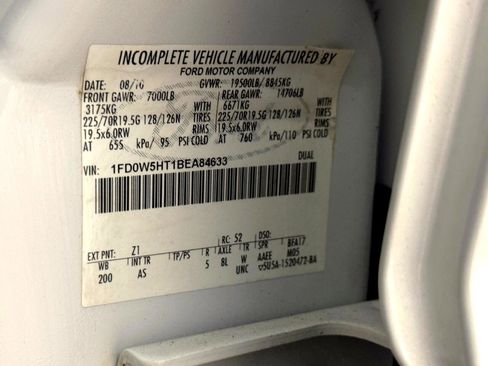 INCOMPLETE VEHICLE MANUFACTURED BY
FORD MOTOR COMPANY
DATE: 08/10 GVWR: 19500LB/ 8845KG
FRONT GAWR: 7000LB REAR GAWR: 14706LB
3175KG WITH 6671KG WITH
225/70R19.5G 128/126N TIRES 225/70R19.5G 128/126N TIRES
19.5x6.0RW RIMS 19.5x6.0RW RIMS
AT 655 kPa/ 95 PSI COLD AT 760 kPa/110 PSI COLD
VIN: 1FD0W5HT1BEA84633 DUAL
EXT PNT: Z1 RC: 52 DSO:
WB INT TR TP/PS R AXLE TR SPR BFA17
200 AS 5 8L W AAEE M05
UNC 5U5A-1520472-BA